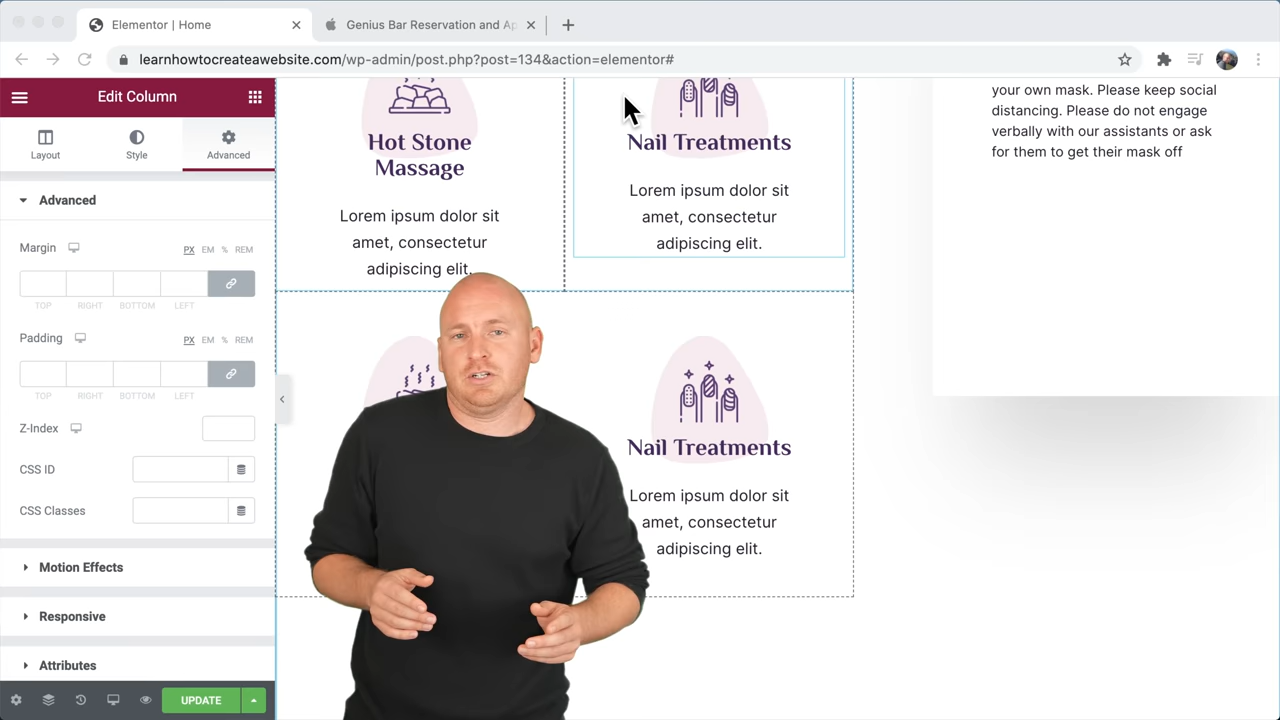 Elementor | Home
Genius Bar Reservation and Ap
learnhowtocreateawebsite.com/wp-admin/post.php?post=134&action=elementor#
Edit Column
Layout
Style
Advanced
Advanced
Margin
PX EM % REM
TOP RIGHT BOTTOM LEFT
Padding
PX EM % REM
TOP RIGHT BOTTOM LEFT
Z-Index
CSS ID
CSS Classes
Motion Effects
Responsive
Attributes
UPDATE
Hot Stone
Massage
Lorem ipsum dolor sit
amet, consectetur
adipiscing elit.
Nail Treatments
Lorem ipsum dolor sit
amet, consectetur
adipiscing elit.
Nail Treatments
Lorem ipsum dolor sit
amet, consectetur
adipiscing elit.
your own mask. Please keep social
distancing. Please do not engage
verbally with our assistants or ask
for them to get their mask off